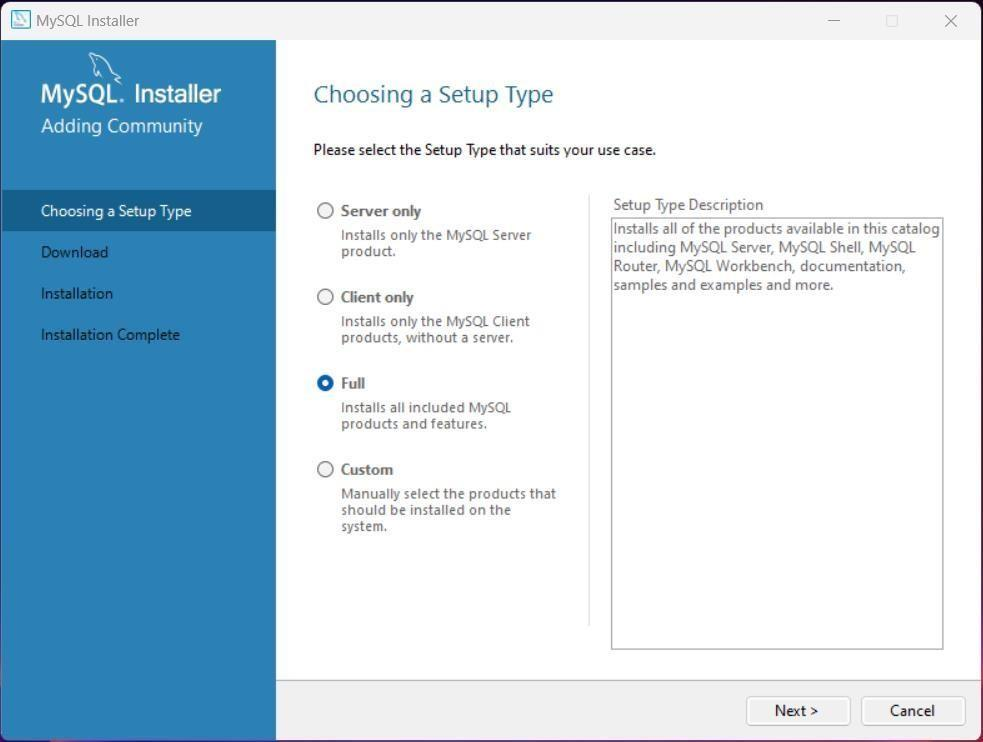 MySQL Installer
MySQL. Installer
Adding Community
Choosing a Setup Type
Download
Installation
Installation Complete
Choosing a Setup Type
Please select the Setup Type that suits your use case.
Server only
Installs only the MySQL Server
product.
Client only
Installs only the MySQL Client
products, without a server.
Full
Installs all included MySQL
products and features.
Custom
Manually select the products that
should be installed on the
system.
Setup Type Description
Installs all of the products available in this catalog
including MySQL Server, MySQL Shell, MySQL
Router, MySQL Workbench, documentation,
samples and examples and more.
Next >
Cancel